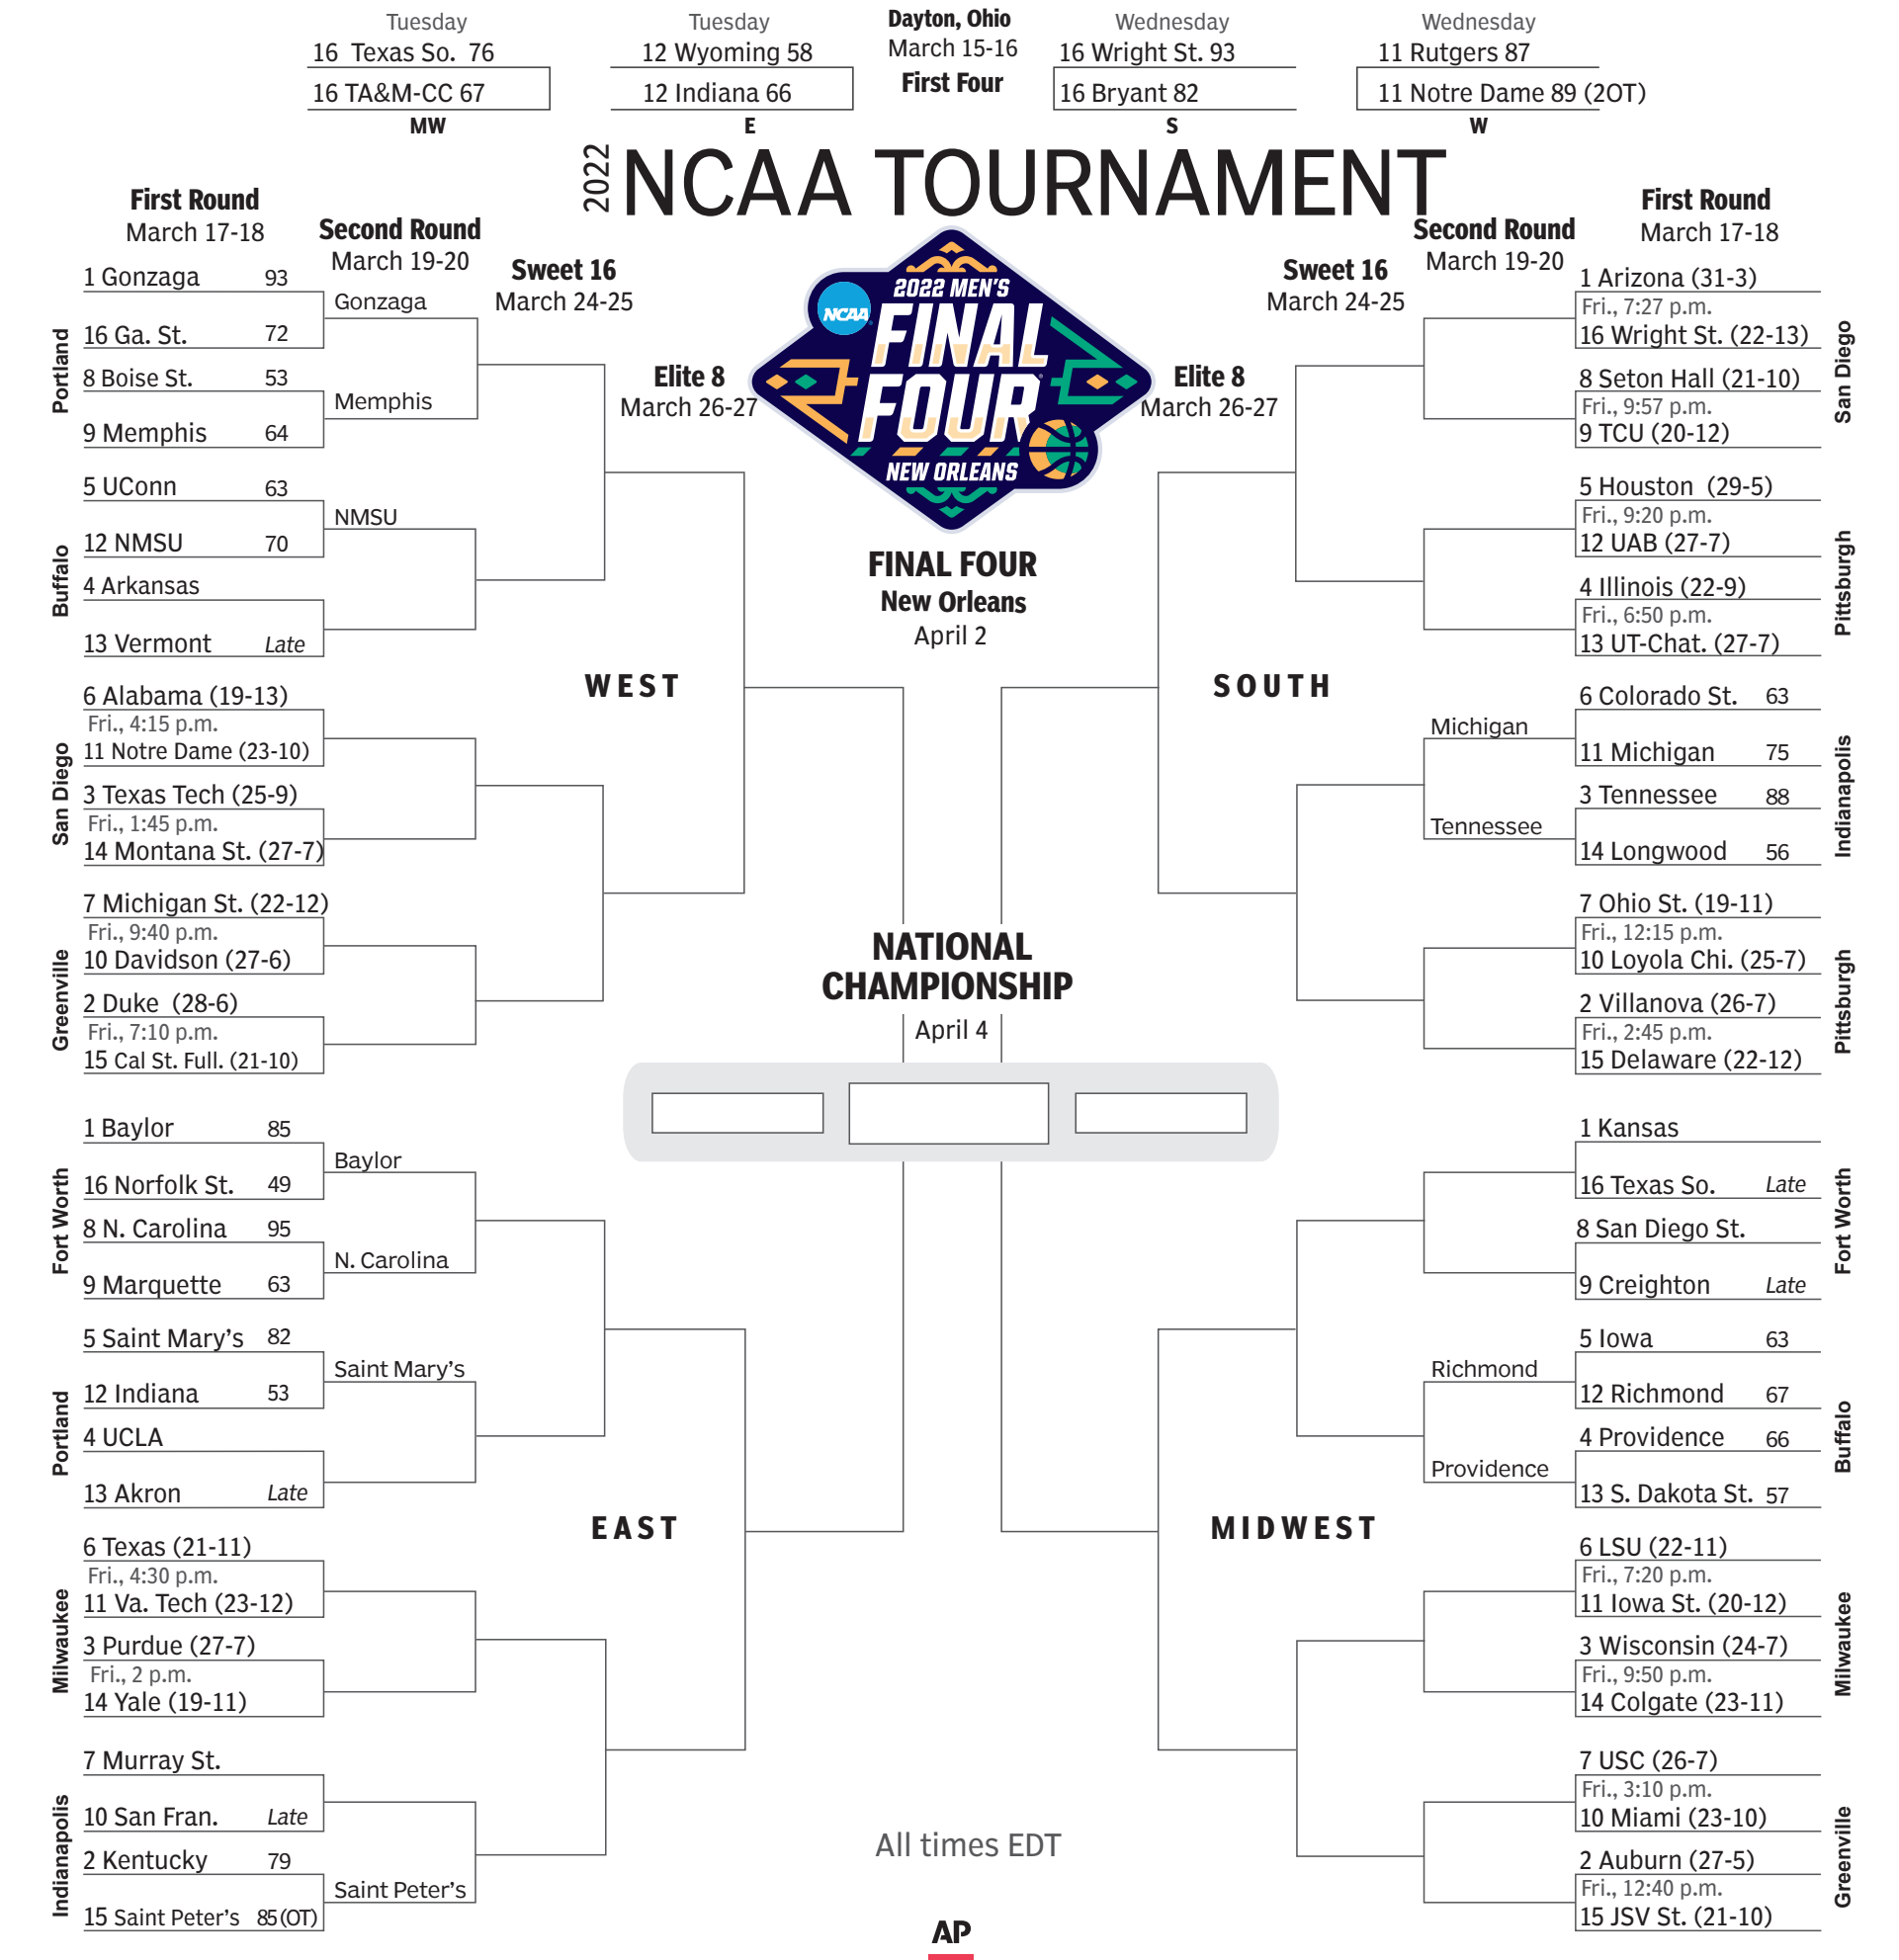 Tuesday
16 Texas So. 76
16 TA&M-CC 67
MW
Tuesday
12 Wyoming 58
12 Indiana 66
E
Dayton, Ohio
March 15-16
First Four
Wednesday
16 Wright St. 93
16 Bryant 82
S
Wednesday
11 Rutgers 87
11 Notre Dame 89 (2OT)
W
2022
NCAA TOURNAMENT
First Round
March 17-18
Second Round
March 19-20
Sweet 16
March 24-25
Elite 8
March 26-27
NCAA
2022 MEN'S
FINAL
FOUR
NEW ORLEANS
Elite 8
March 26-27
Sweet 16
March 24-25
Second Round
March 19-20
First Round
March 17-18
Portland
1 Gonzaga 93
Gonzaga
16 Ga. St. 72
8 Boise St. 53
Memphis
9 Memphis 64
Buffalo
5 UConn 63
NMSU
12 NMSU 70
4 Arkansas
13 Vermont Late
WEST
San Diego
6 Alabama (19-13)
Fri., 4:15 p.m.
11 Notre Dame (23-10)
3 Texas Tech (25-9)
Fri., 1:45 p.m.
14 Montana St. (27-7)
Greenville
7 Michigan St. (22-12)
Fri., 9:40 p.m.
10 Davidson (27-6)
2 Duke (28-6)
Fri., 7:10 p.m.
15 Cal St. Full. (21-10)
Fort Worth
1 Baylor 85
Baylor
16 Norfolk St. 49
8 N. Carolina 95
N. Carolina
9 Marquette 63
Portland
5 Saint Mary's 82
Saint Mary's
12 Indiana 53
4 UCLA
13 Akron Late
EAST
Milwaukee
6 Texas (21-11)
Fri., 4:30 p.m.
11 Va. Tech (23-12)
3 Purdue (27-7)
Fri., 2 p.m.
14 Yale (19-11)
Indianapolis
7 Murray St.
10 San Fran. Late
2 Kentucky 79
Saint Peter's
15 Saint Peter's 85(OT)
FINAL FOUR
New Orleans
April 2
NATIONAL
CHAMPIONSHIP
April 4
San Diego
1 Arizona (31-3)
Fri., 7:27 p.m.
16 Wright St. (22-13)
8 Seton Hall (21-10)
Fri., 9:57 p.m.
9 TCU (20-12)
Pittsburgh
5 Houston (29-5)
Fri., 9:20 p.m.
12 UAB (27-7)
4 Illinois (22-9)
Fri., 6:50 p.m.
13 UT-Chat. (27-7)
SOUTH
Indianapolis
6 Colorado St. 63
Michigan
11 Michigan 75
3 Tennessee 88
Tennessee
14 Longwood 56
Pittsburgh
7 Ohio St. (19-11)
Fri., 12:15 p.m.
10 Loyola Chi. (25-7)
2 Villanova (26-7)
Fri., 2:45 p.m.
15 Delaware (22-12)
Fort Worth
1 Kansas
16 Texas So. Late
8 San Diego St.
9 Creighton Late
Buffalo
5 Iowa 63
Richmond
12 Richmond 67
4 Providence 66
Providence
13 S. Dakota St. 57
MIDWEST
Milwaukee
6 LSU (22-11)
Fri., 7:20 p.m.
11 Iowa St. (20-12)
3 Wisconsin (24-7)
Fri., 9:50 p.m.
14 Colgate (23-11)
Greenville
7 USC (26-7)
Fri., 3:10 p.m.
10 Miami (23-10)
2 Auburn (27-5)
Fri., 12:40 p.m.
15 JSV St. (21-10)
All times EDT
AP